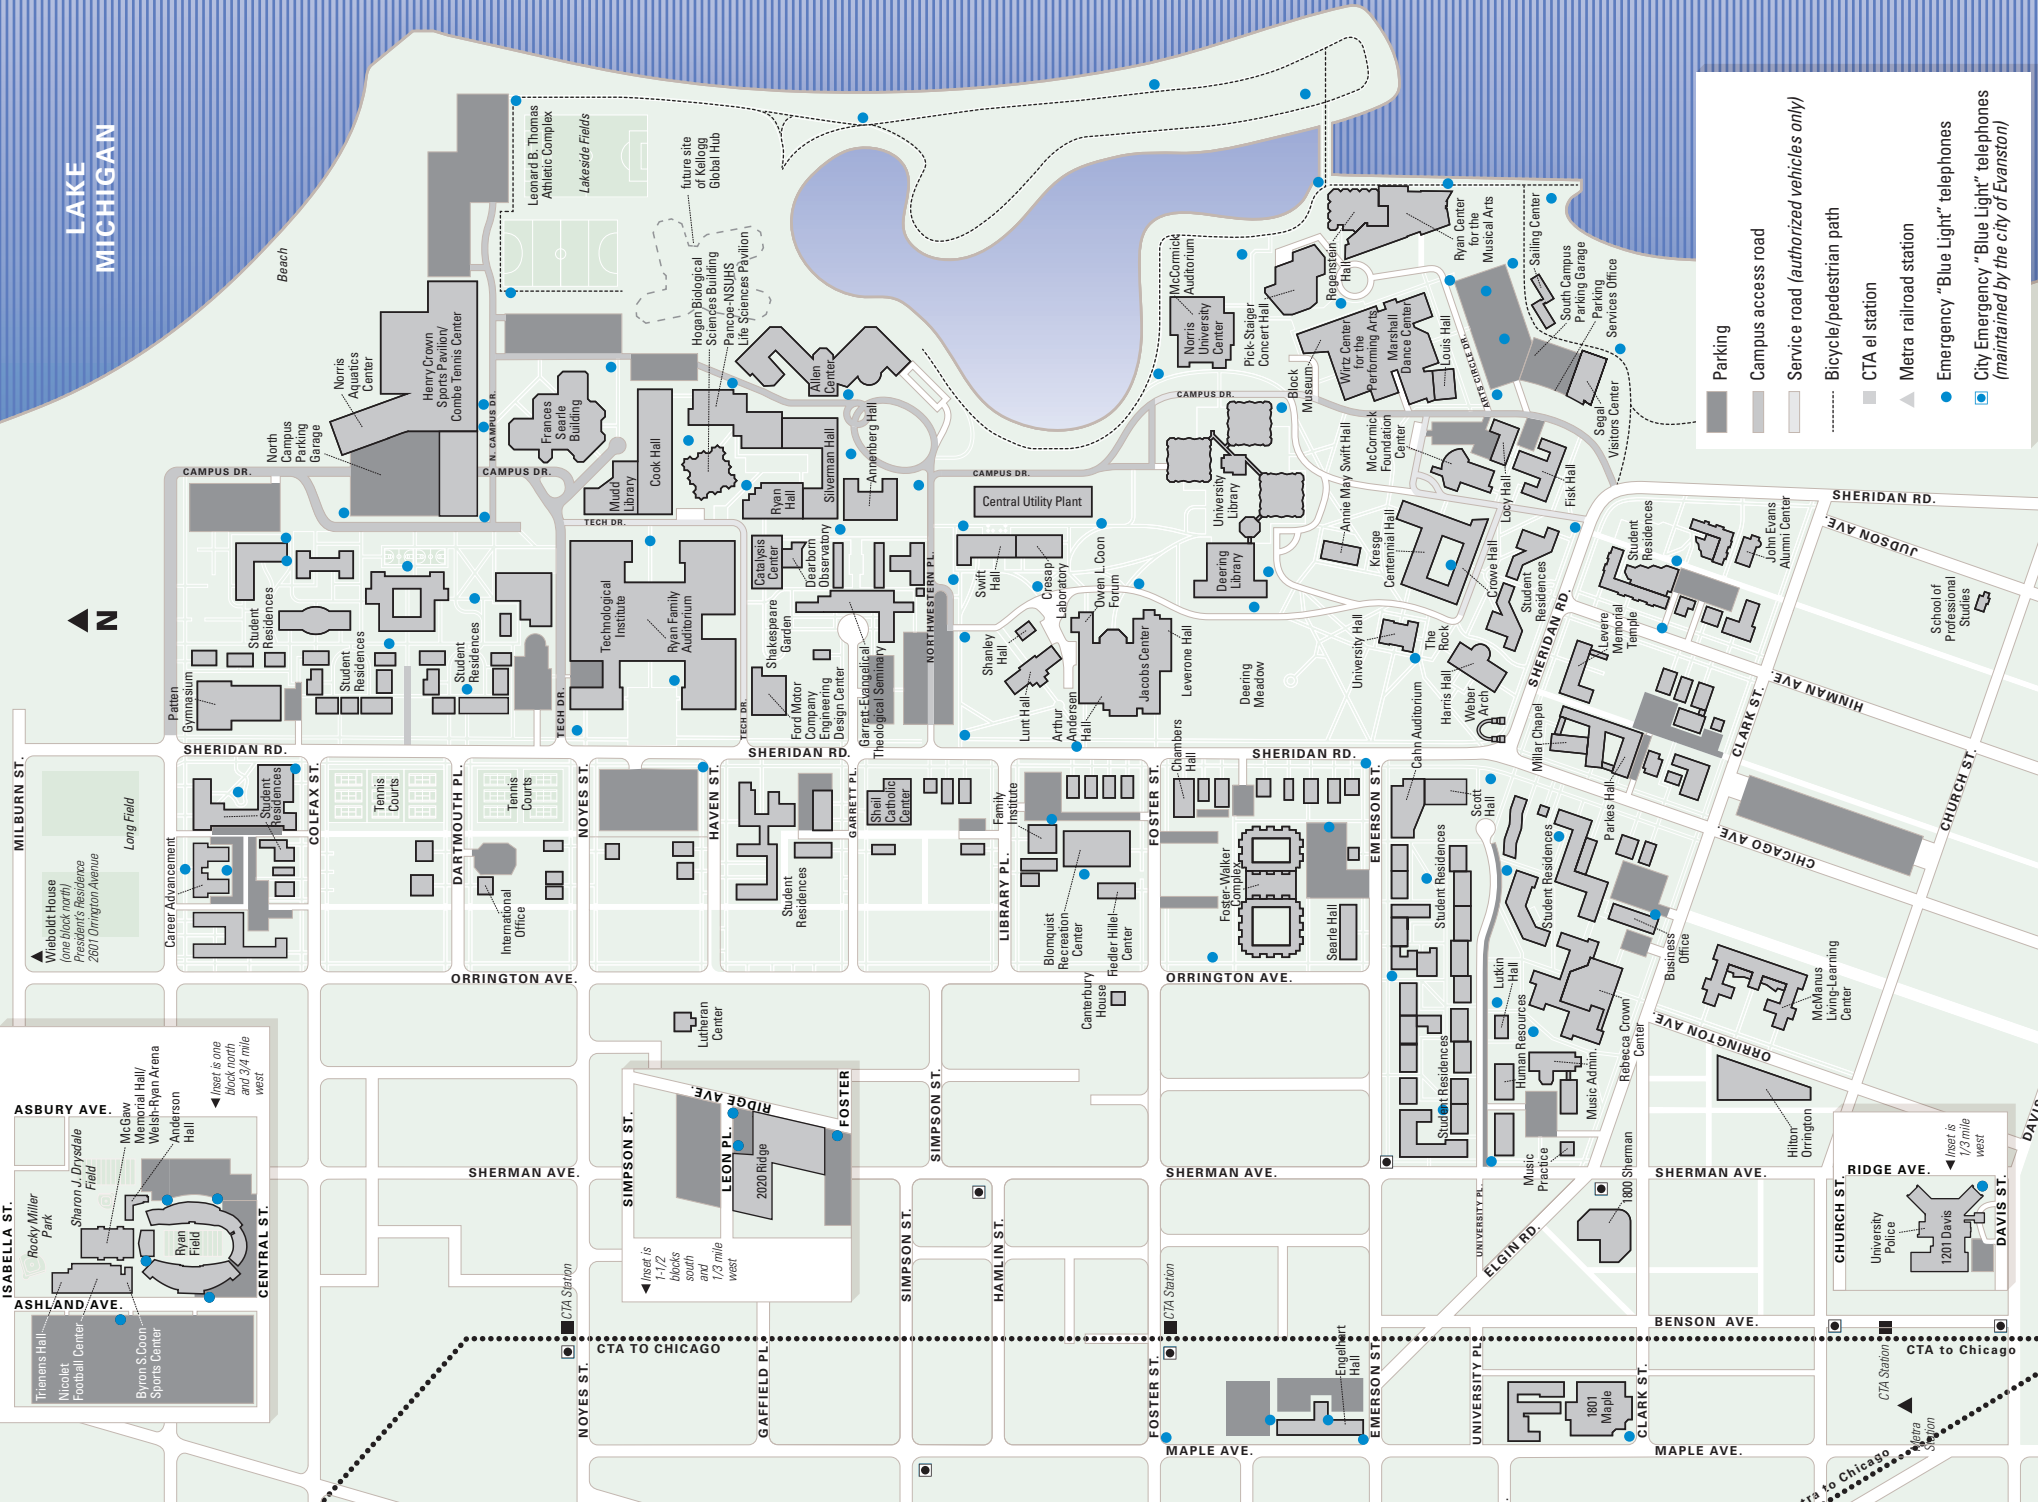 LAKE
MICHIGAN
Beach
Leonard B. Thomas
Athletic Complex
Lakeside Fields
future site
of Kellogg
Global Hub
Hogan Biological
Sciences Building
Pancoe-NSUHS
Life Sciences Pavilion
Norris
Aquatics
Center
Henry Crown
Sports Pavilion/
Combe Tennis Center
North
Campus
Parking
Garage
N. CAMPUS DR.
CAMPUS DR.
CAMPUS DR.
Frances
Searle
Building
Mudd
Library
Cook Hall
Allen
Center
Ryan
Hall
Silverman Hall
Annenberg Hall
TECH DR.
Technological
Institute
Ryan Family
Auditorium
Catalysis
Center
Dearborn
Observatory
Shakespeare
Garden
Ford Motor
Company
Engineering
Design Center
Garrett-Evangelical
Theological Seminary
NORTHWESTERN PL.
TECH DR.
TECH DR.
Student
Residences
Student
Residences
Student
Residences
Patten
Gymnasium
N
CAMPUS DR.
Central Utility Plant
Swift
Hall
Cresap
Laboratory
Owen L. Coon
Forum
Shanley
Hall
Lunt Hall
Arthur
Andersen
Hall
Jacobs Center
Leverone Hall
Deering
Meadow
Deering
Library
University
Library
McCormick
Auditorium
Norris
University
Center
CAMPUS DR.
Pick-Staiger
Concert Hall
Regenstein
Hall
Block
Museum
Wirtz Center
for the
Performing Arts
Marshall
Dance Center
Louis Hall
ARTS CIRCLE DR.
Ryan Center
for the
Musical Arts
Sailing Center
South Campus
Parking Garage
Parking
Services Office
Segal
Visitors Center
Annie May Swift Hall
McCormick
Foundation
Center
Kresge
Centennial Hall
Locy Hall
Fisk Hall
Crowe Hall
Student
Residences
University Hall
The
Rock
Harris Hall
Weber
Arch
SHERIDAN RD.
Student
Residences
John Evans
Alumni Center
Levere
Memorial
Temple
Millar Chapel
Parkes Hall
School of
Professional
Studies
SHERIDAN RD.
JUDSON AVE.
HINMAN AVE.
CLARK ST.
CHURCH ST.
CHICAGO AVE.
Parking
Campus access road
Service road (authorized vehicles only)
Bicycle/pedestrian path
CTA el station
Metra railroad station
Emergency “Blue Light” telephones
City Emergency “Blue Light” telephones
(maintained by the city of Evanston)
SHERIDAN RD.
SHERIDAN RD.
SHERIDAN RD.
MILBURN ST.
Long Field
Wieboldt House
(one block north)
President's Residence
2601 Orrington Avenue
Career Advancement
Student
Residences
COLFAX ST.
Tennis
Courts
DARTMOUTH PL.
Tennis
Courts
International
Office
NOYES ST.
HAVEN ST.
Student
Residences
GARRETT PL.
Sheil
Catholic
Center
LIBRARY PL.
Family
Institute
Blomquist
Recreation
Center
Fiedler Hillel
Center
FOSTER ST.
Chambers
Hall
Foster-Walker
Complex
Searle Hall
EMERSON ST.
Cahn Auditorium
Scott
Hall
Student Residences
Student Residences
Student Residences
Lutkin
Hall
Human Resources
Music Admin.
Rebecca Crown
Center
Business
Office
McManus
Living-Learning
Center
Hilton
Orrington
ORRINGTON AVE.
ORRINGTON AVE.
ORRINGTON AVE.
Lutheran
Center
Canterbury
House
Inset is one
block north
and 3/4 mile
west
ASBURY AVE.
McGaw
Memorial Hall/
Welsh-Ryan Arena
Anderson
Hall
Sharon J. Drysdale
Field
Rocky Miller
Park
ISABELLA ST.
Ryan
Field
CENTRAL ST.
ASHLAND AVE.
Trienens Hall
Nicolet
Football Center
Byron S. Coon
Sports Center
SIMPSON ST.
RIDGE AVE.
LEON PL.
FOSTER
2020 Ridge
Inset is
1-1/2
blocks
south
and
1/3 mile
west
SHERMAN AVE.
SIMPSON ST.
SIMPSON ST.
HAMLIN ST.
SHERMAN AVE.
Music
Practice
1800 Sherman
SHERMAN AVE.
UNIVERSITY PL.
ELGIN RD.
CTA Station
CTA TO CHICAGO
NOYES ST.
GAFFIELD PL.
CTA Station
FOSTER ST.
Engelhart
Hall
EMERSON ST.
MAPLE AVE.
UNIVERSITY PL.
1801
Maple
CLARK ST.
MAPLE AVE.
BENSON AVE.
RIDGE AVE.
Inset is
1/3 mile
west
CHURCH ST.
University
Police
1201 Davis
DAVIS ST.
CTA to Chicago
CTA Station
Metra
Station